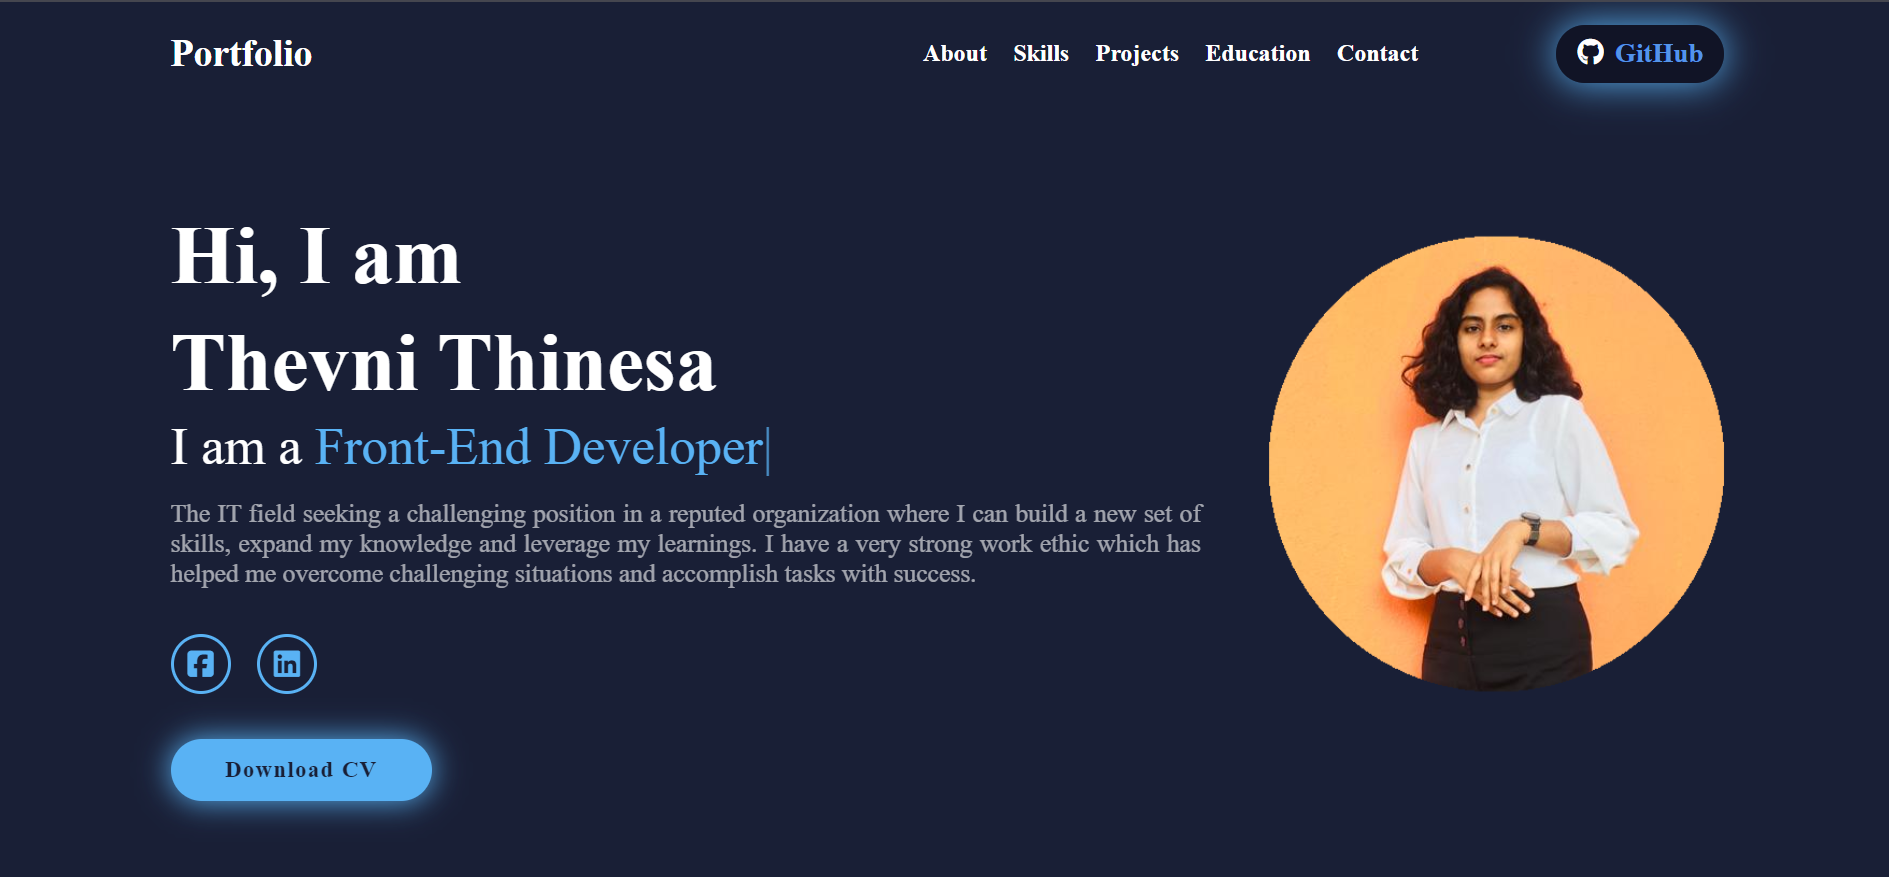 Portfolio
About Skills Projects Education Contact
GitHub
Hi, I am
Thevni Thinesa
I am a Front-End Developer|
The IT field seeking a challenging position in a reputed organization where I can build a new set of
skills, expand my knowledge and leverage my learnings. I have a very strong work ethic which has
helped me overcome challenging situations and accomplish tasks with success.
Download CV